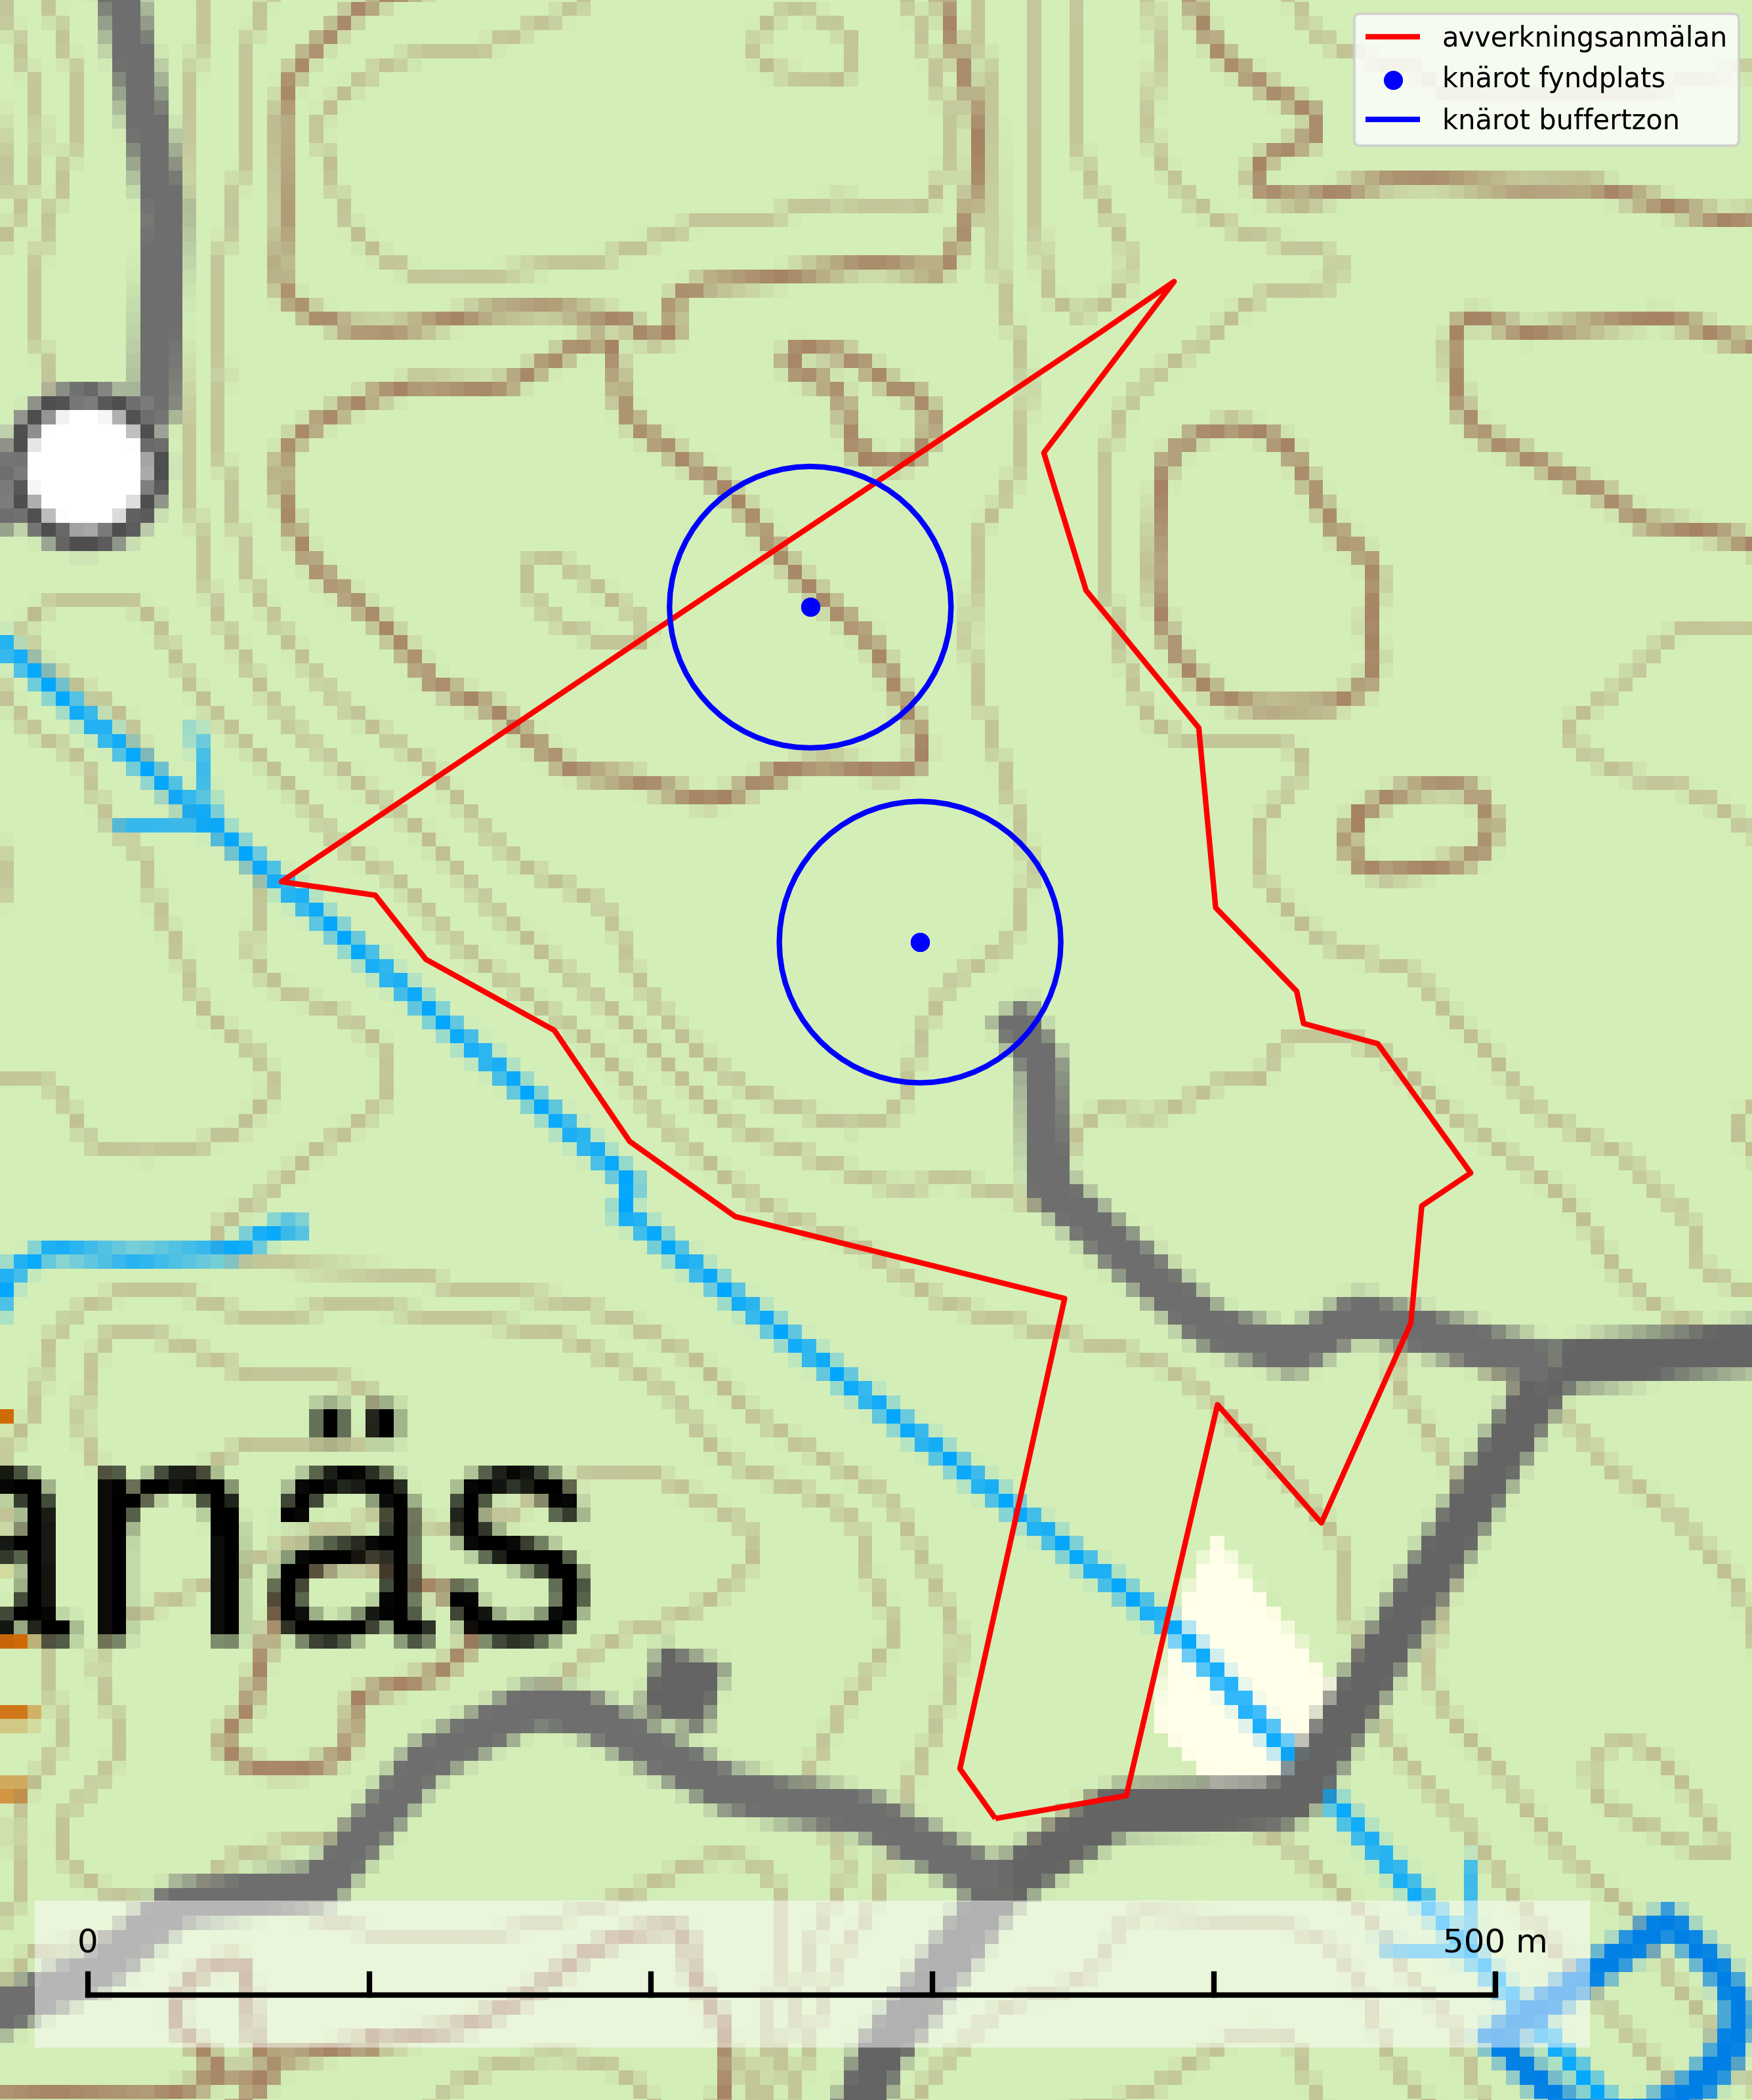 avverkningsanmälan
knärot fyndplats
knärot buffertzon
anäs
0 500 m